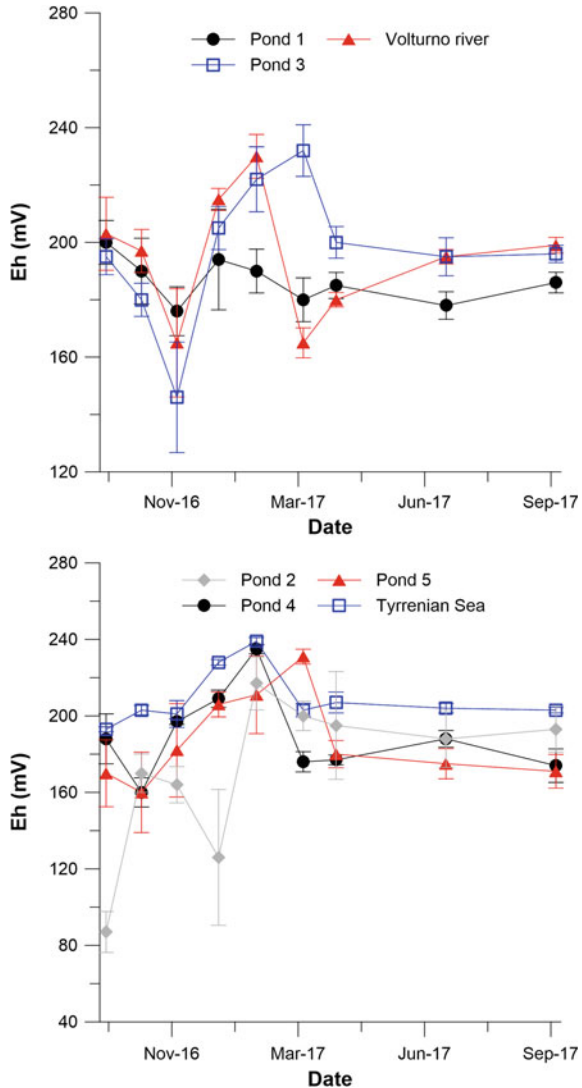 280
240
200
160
120
Eh (mV)
Pond 1
Volturno river
Pond 3
Nov-16
Mar-17
Jun-17
Sep-17
Date
280
240
200
160
120
80
40
Eh (mV)
Pond 2
Pond 5
Pond 4
Tyrrenian Sea
Nov-16
Mar-17
Jun-17
Sep-17
Date